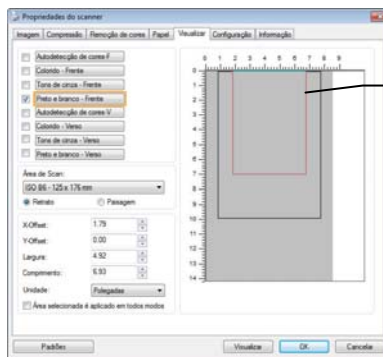 Propriedades do scanner
Imagem Compressão Remoção de cores Papel Visualizar Configuração Informação
Autodetecção de cores F
Colorido - Frente
Tons de cinza - Frente
Preto e branco - Frente
Autodetecção de cores V
Colorido - Verso
Tons de cinza - Verso
Preto e branco - Verso
Área de Scan:
ISO B6 - 125 x 176 mm
Retrato Paisagem
X-Offset: 1.79
Y-Offset: 0.00
Largura: 4.92
Comprimento: 6.93
Unidade: Polegadas
Área selecionada é aplicado em todos modos
0 1 2 3 4 5 6 7 8 9
0
1
2
3
4
5
6
7
8
9
10
11
12
13
14
Padrões Visualizar OK Cancelar